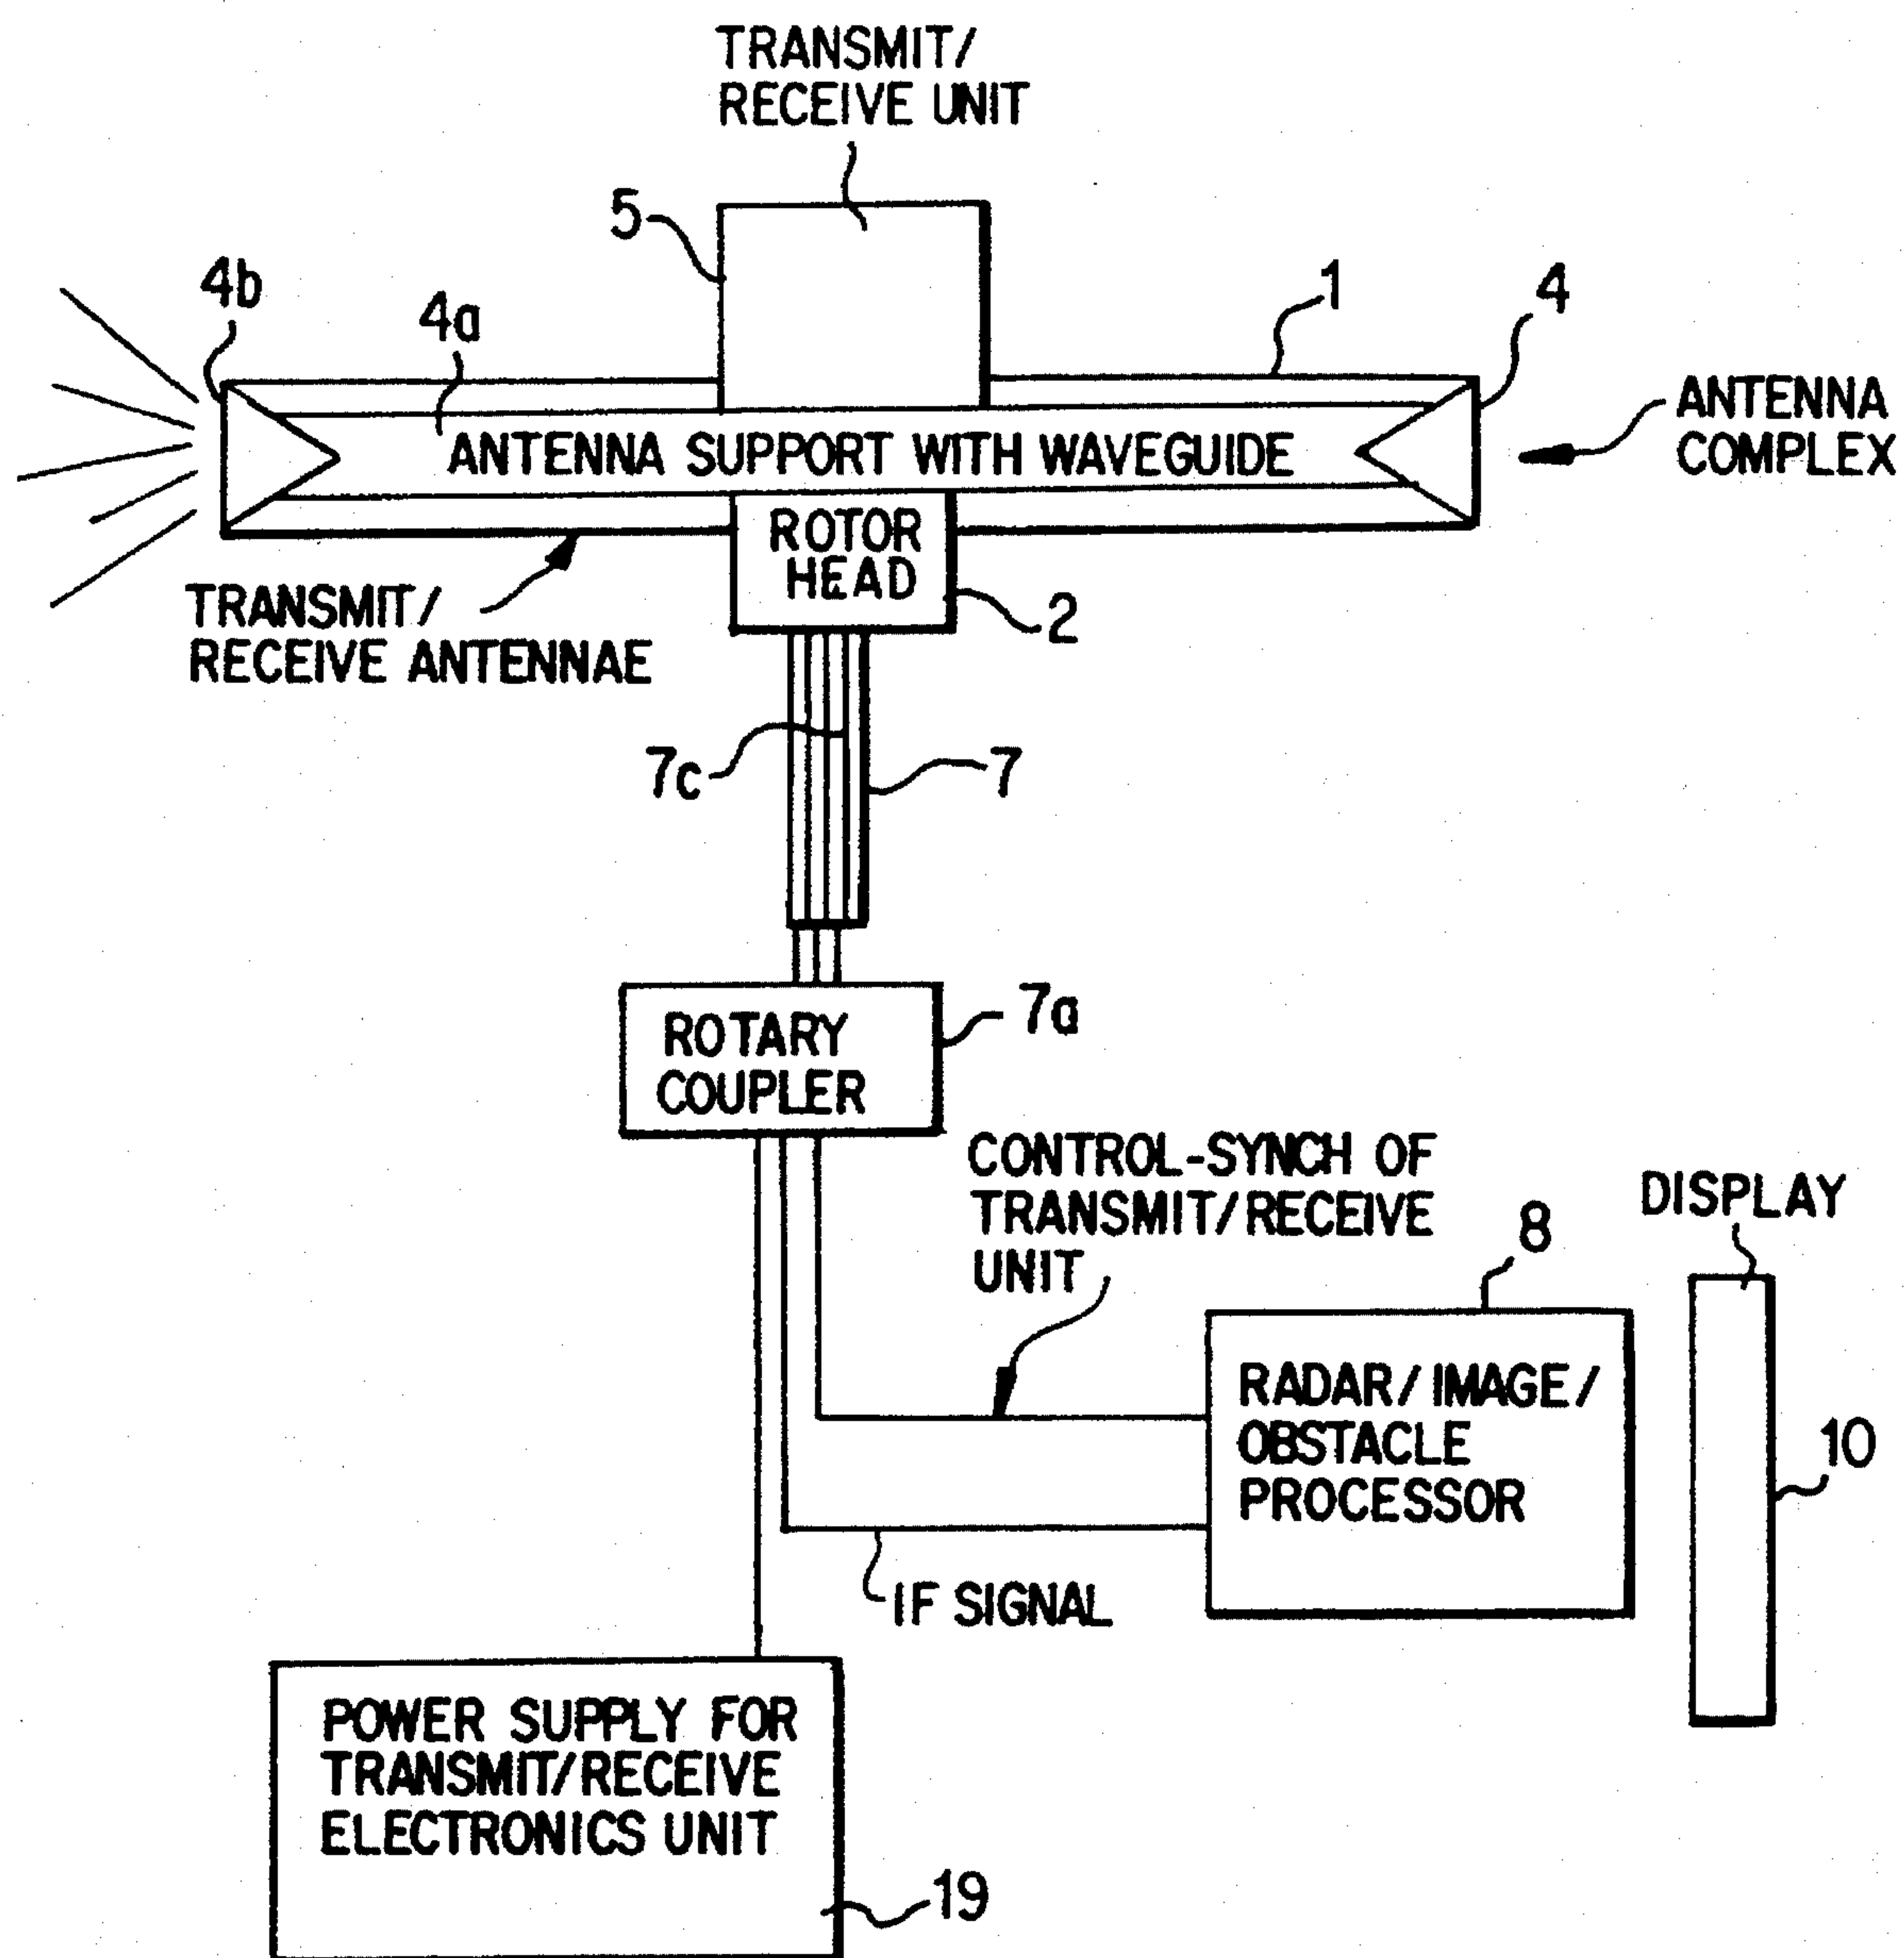 TRANSMIT/
RECEIVE UNIT
5
4b
4a
1
4
ANTENNA SUPPORT WITH WAVEGUIDE
ANTENNA
COMPLEX
ROTOR
HEAD
2
TRANSMIT/
RECEIVE ANTENNAE
7c
7
7a
ROTARY
COUPLER
CONTROL-SYNCH OF
TRANSMIT/RECEIVE
UNIT
8
DISPLAY
RADAR/IMAGE/
OBSTACLE
PROCESSOR
10
IF SIGNAL
POWER SUPPLY FOR
TRANSMIT/RECEIVE
ELECTRONICS UNIT
19